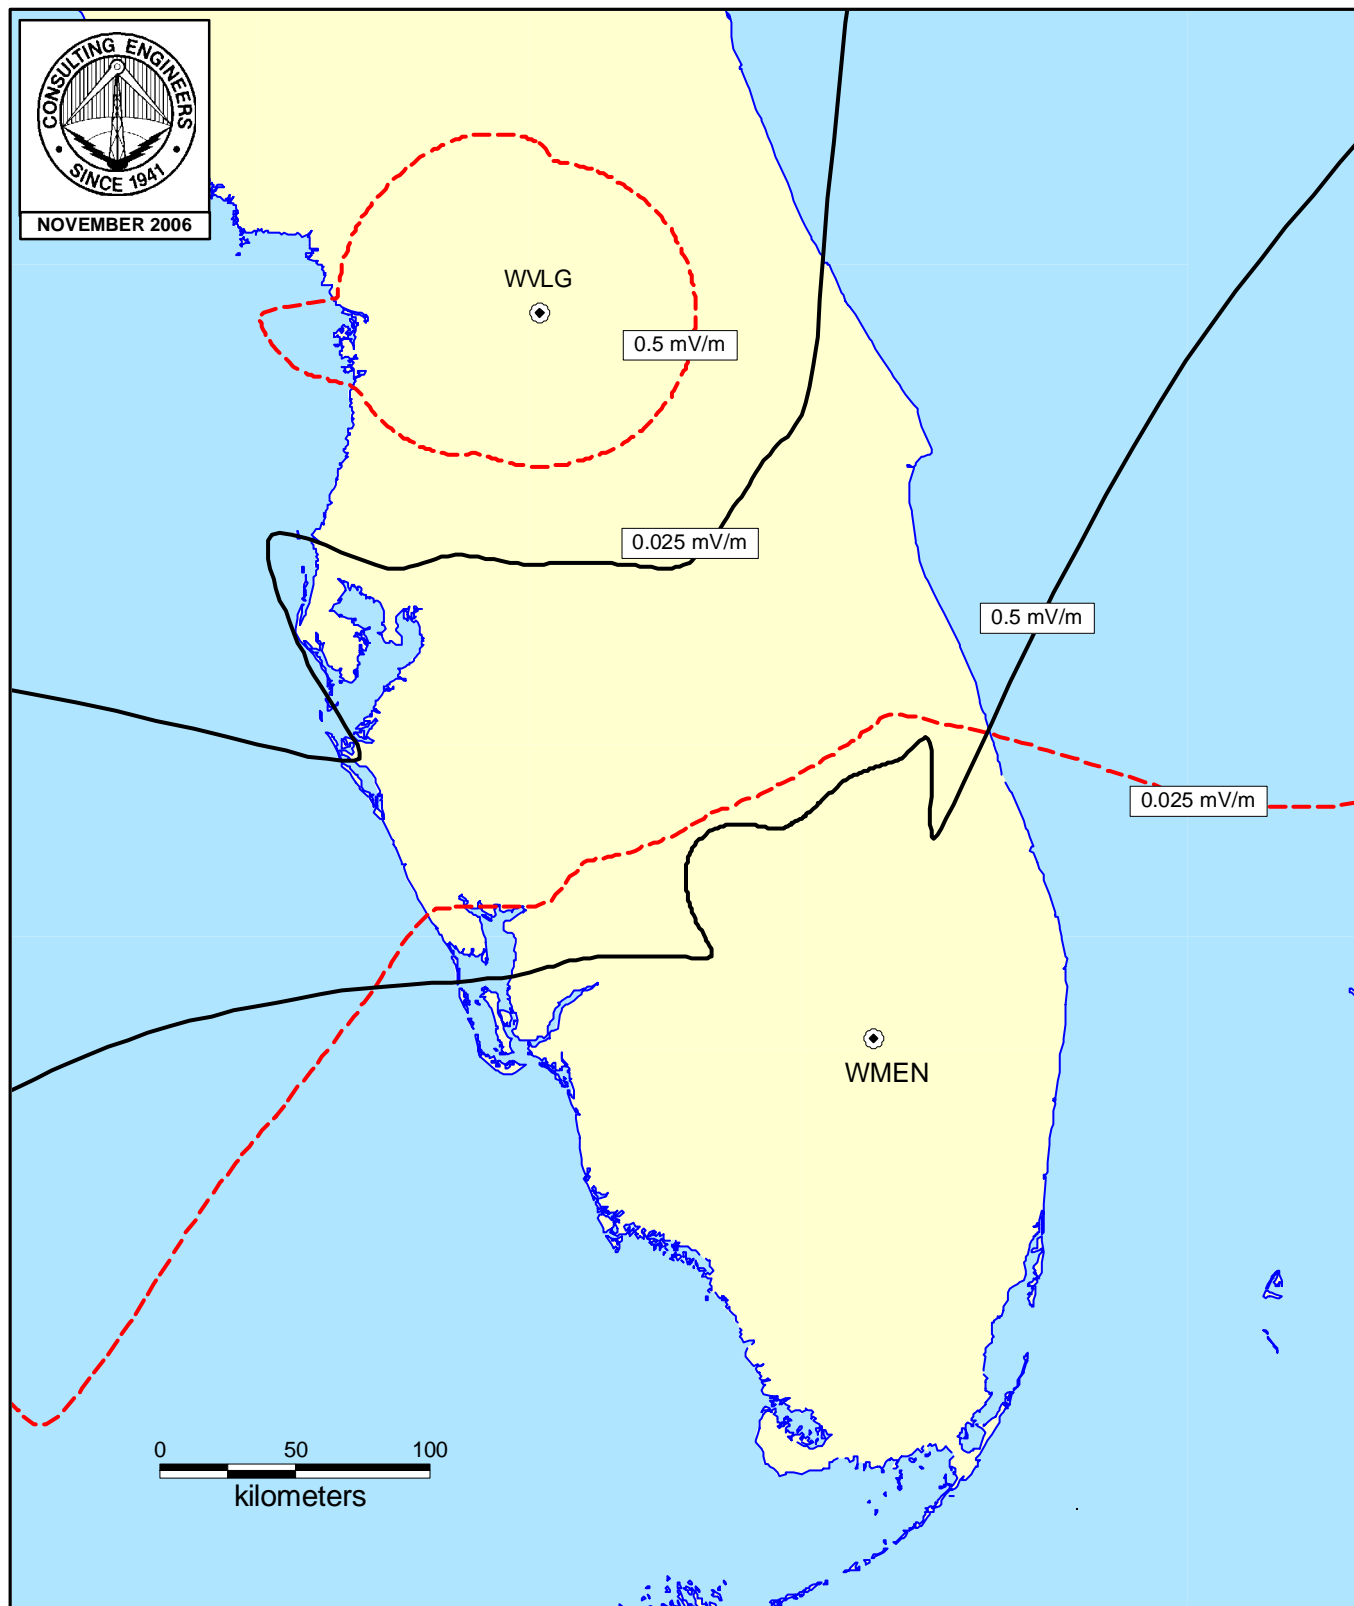 CONSULTING ENGINEERS
• SINCE 1941 •
NOVEMBER 2006
WVLG
0.5 mV/m
0.025 mV/m
0.5 mV/m
0.025 mV/m
WMEN
0 50 100
kilometers